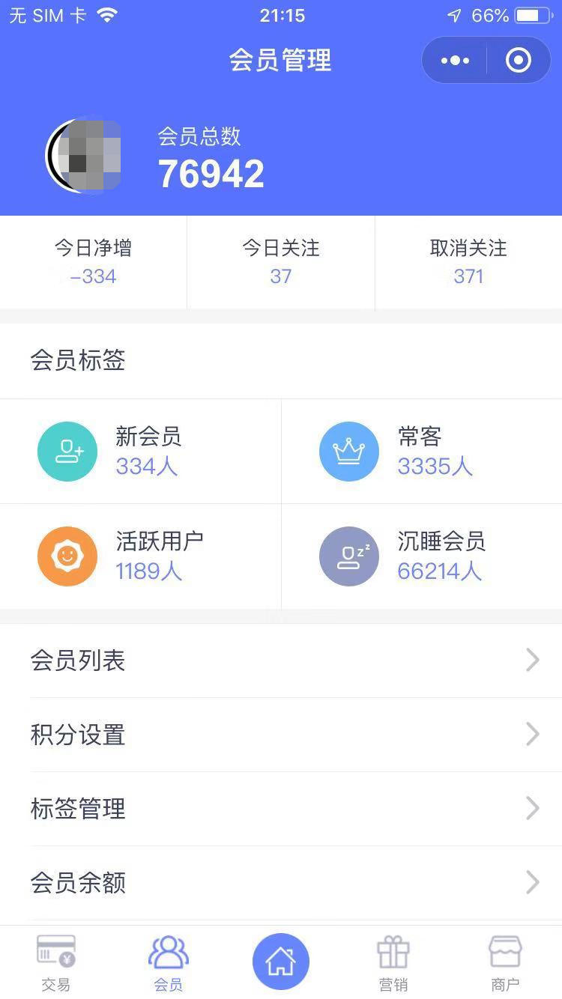 无 SIM 卡
21:15
66%
会员管理
会员总数
76942
今日净增
今日关注
取消关注
-334
37
371
会员标签
新会员
334人
常客
3335人
活跃用户
1189人
沉睡会员
66214人
会员列表
积分设置
标签管理
会员余额
交易
会员
营销
商户